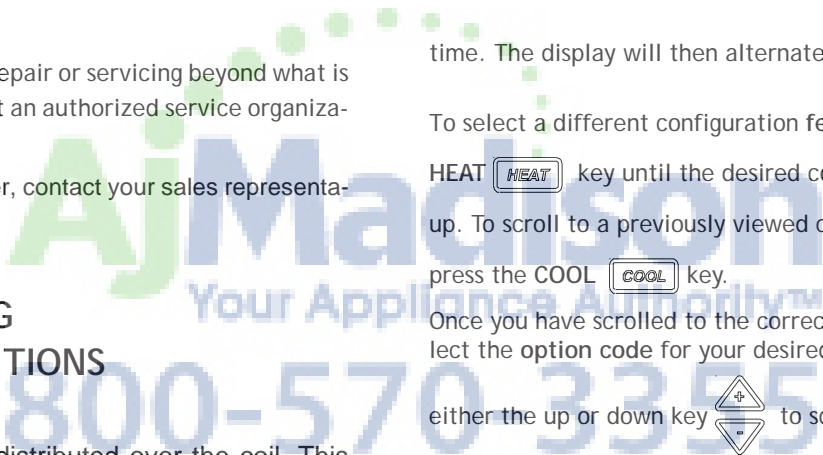 epair or servicing beyond what is
an authorized service organiza-
er, contact your sales representa-
G
TIONS
distributed over the coil. This
time. The display will then alternate
To select a different configuration fe
HEAT HEAT key until the desired co
up. To scroll to a previously viewed c
press the COOL COOL key.
Once you have scrolled to the correc
lect the option code for your desired
either the up or down key + - to sc
AjMadison
Your Appliance Authority™
800-570-3355